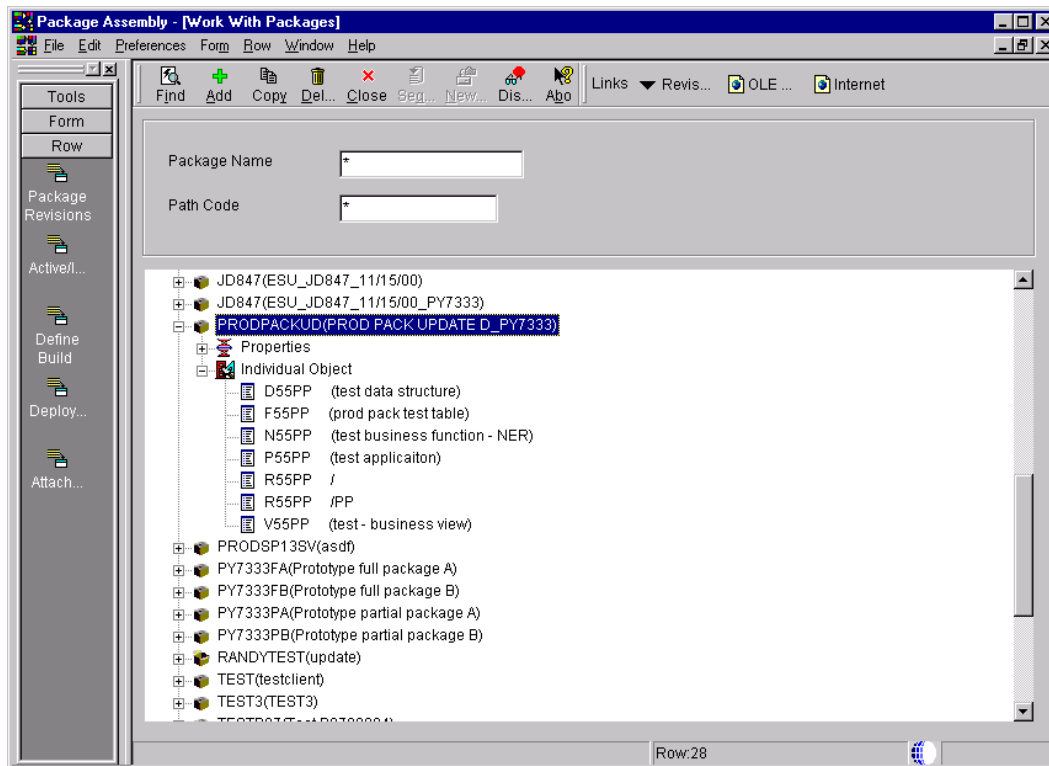 Package Assembly - [Work With Packages]
File Edit Preferences Form Row Window Help
Tools
Form
Row
Package
Revisions
Active/I...
Define
Build
Deploy...
Attach...
Find Add Copy Del... Close Seq... New... Dis... Abo Links Revis... OLE ... Internet
Package Name *
Path Code *
JD847(ESU_JD847_11/15/00)
JD847(ESU_JD847_11/15/00_PY7333)
PRODPACKUD(PROD PACK UPDATE D_PY7333)
Properties
Individual Object
D55PP (test data structure)
F55PP (prod pack test table)
N55PP (test business function - NER)
P55PP (test applicaiton)
R55PP /
R55PP /PP
V55PP (test - business view)
PRODSP13SV(asdf)
PY7333FA(Prototype full package A)
PY7333FB(Prototype full package B)
PY7333PA(Prototype partial package A)
PY7333PB(Prototype partial package B)
RANDYTEST(update)
TEST(testclient)
TEST3(TEST3)
Row:28